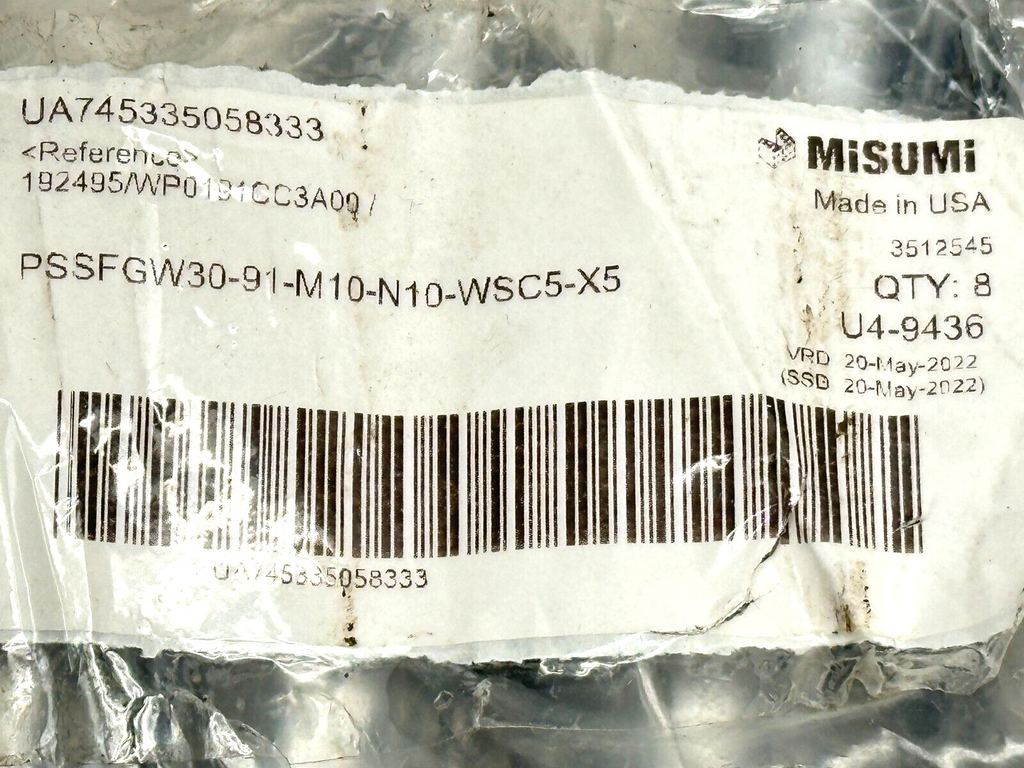 UA745335058333
<Reference>
192495/WP0191CC3A00 /
PSSFGW30-91-M10-N10-WSC5-X5
MiSUMi
Made in USA
3512545
QTY: 8
U4-9436
VRD 20-May-2022
(SSD 20-May-2022)
UA745335058333